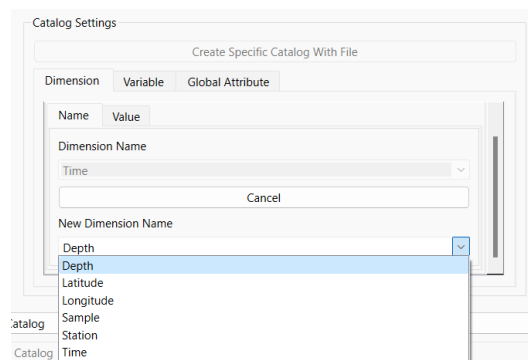 Catalog Settings
Create Specific Catalog With File
Dimension Variable Global Attribute
Name Value
Dimension Name
Time
Cancel
New Dimension Name
Depth
Depth
Latitude
Longitude
Sample
Station
Time
Catalog
Catalog